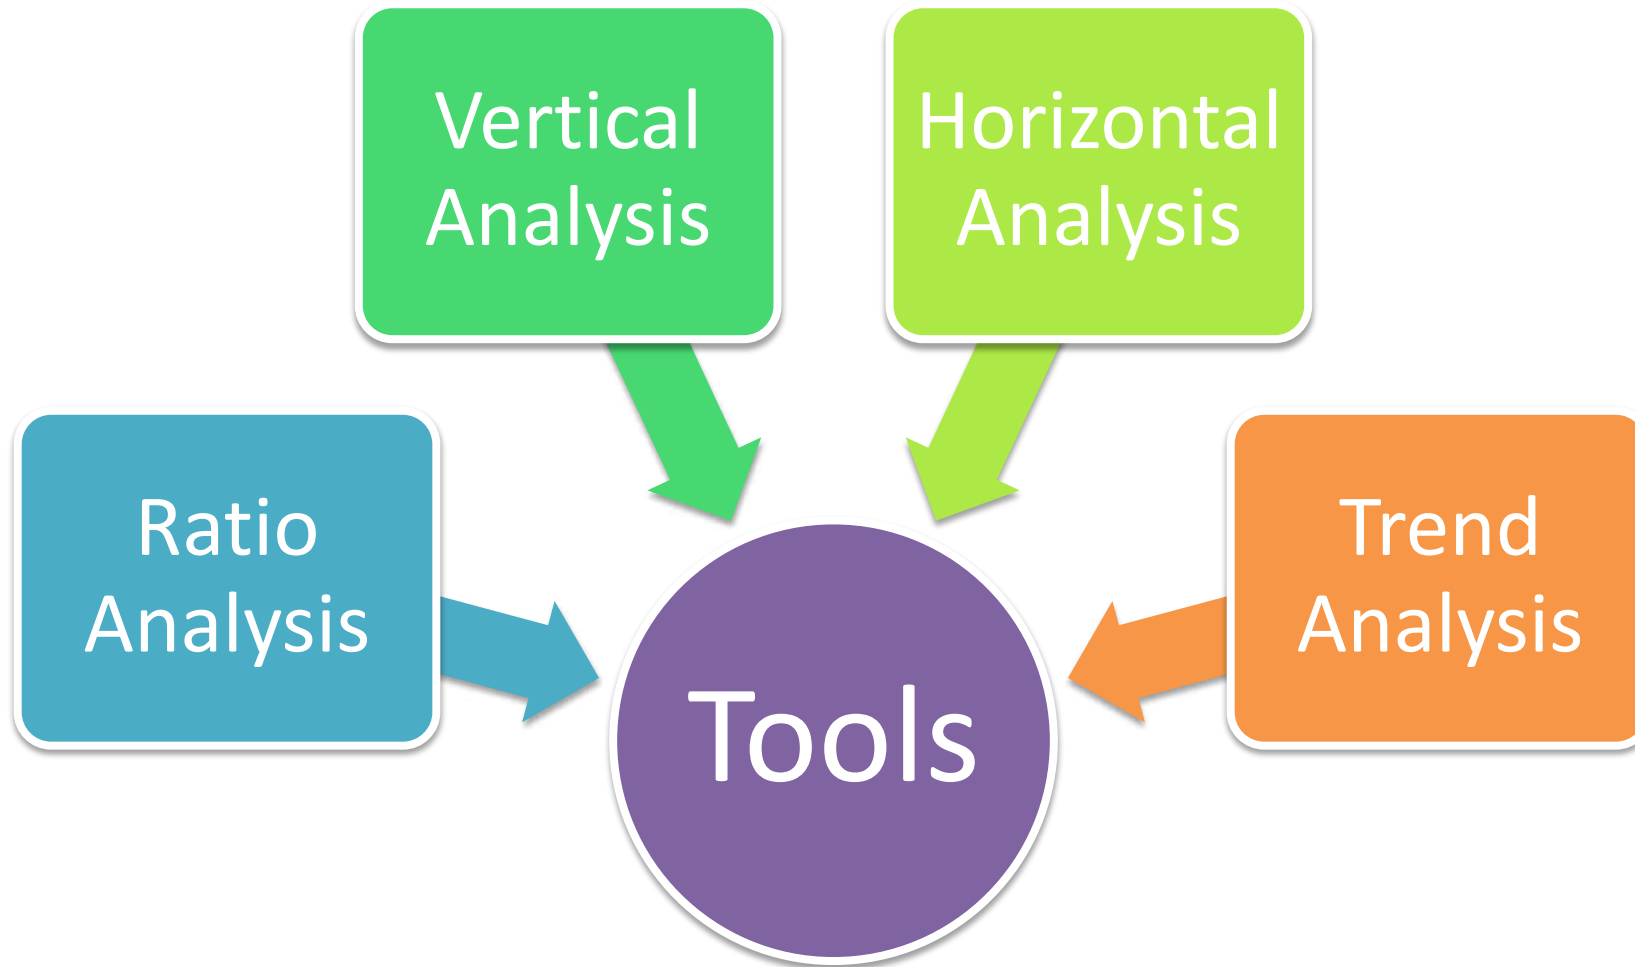 Vertical
Analysis
Horizontal
Analysis
Ratio
Analysis
Trend
Analysis
Tools